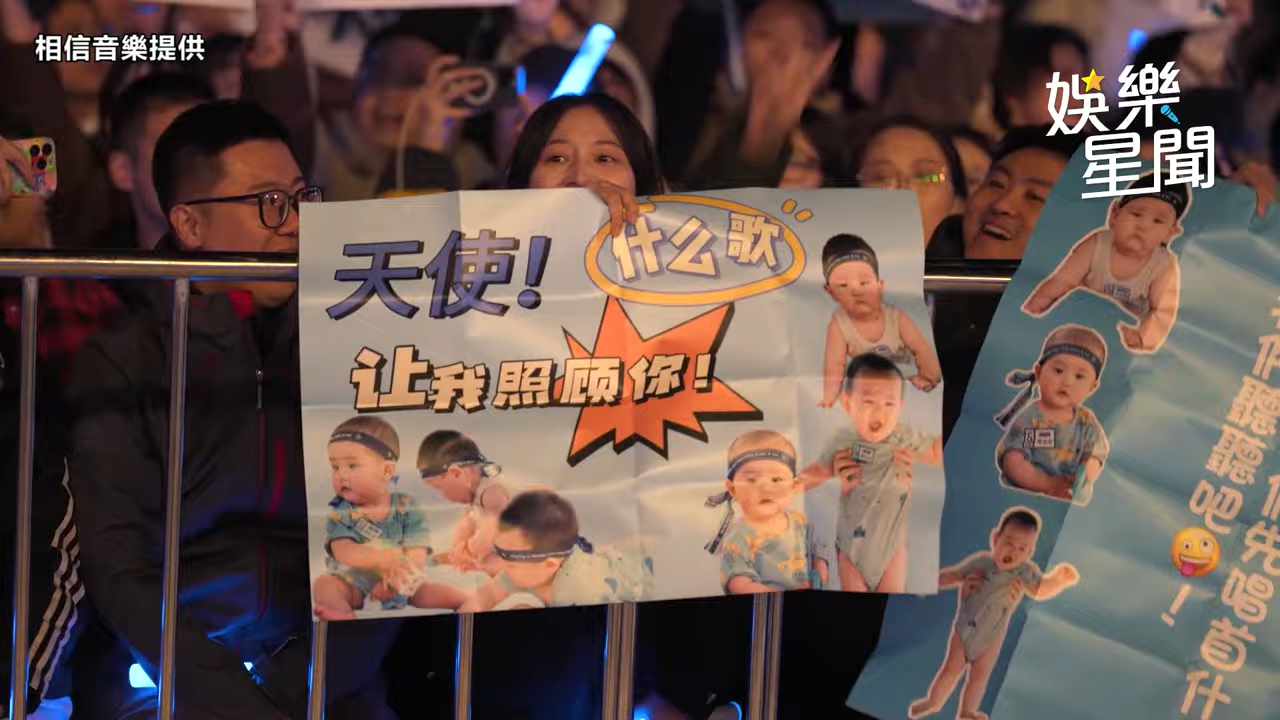 相信音樂提供
娛樂
星聞
天使！
什么歌
让我照顾你！
你先唱首什
們聽聽吧🤪！